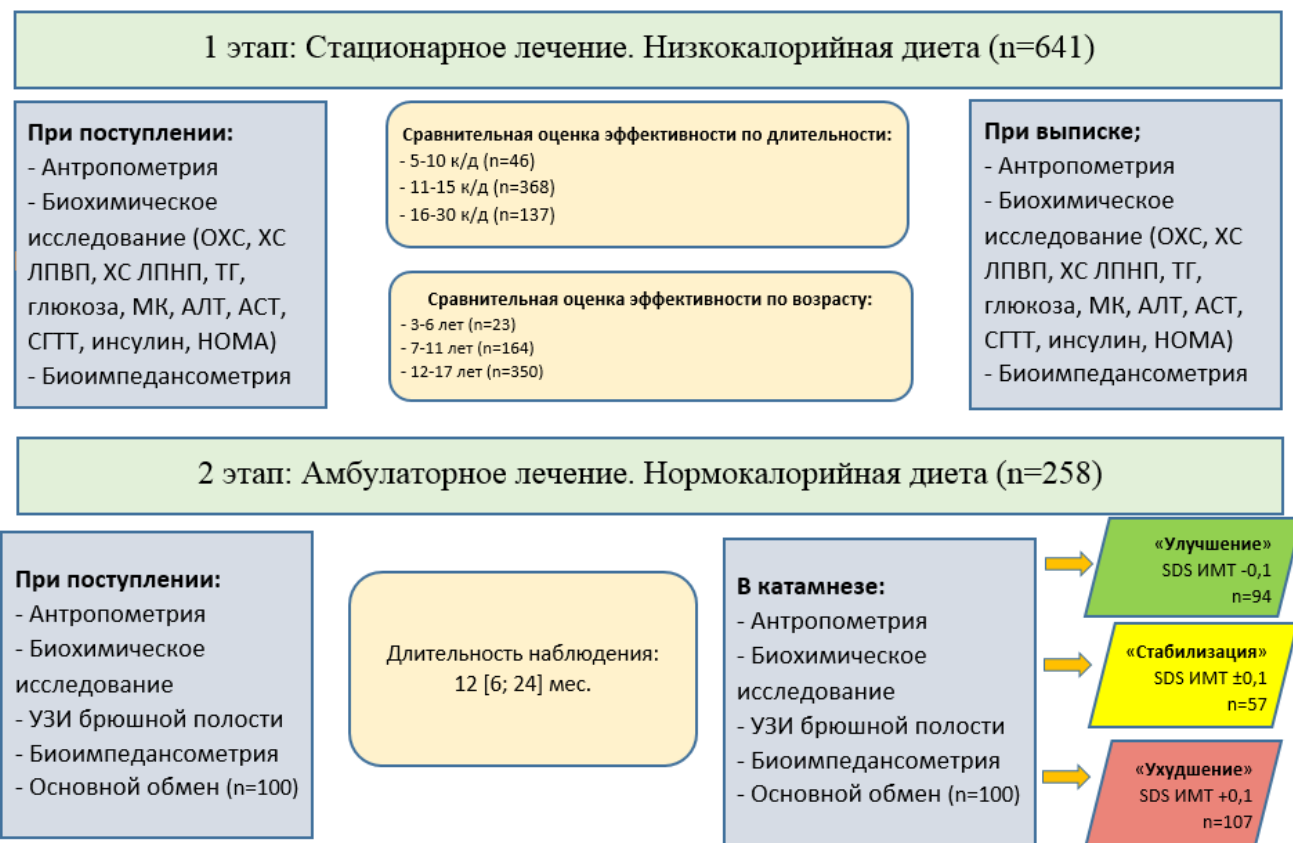 1 этап: Стационарное лечение. Низкокалорийная диета (n=641)
При поступлении:
- Антропометрия
- Биохимическое
исследование (ОХС, ХС
ЛПВП, ХС ЛПНП, ТГ,
глюкоза, МК, АЛТ, АСТ,
СГТТ, инсулин, НОМА)
- Биоимпедансометрия
Сравнительная оценка эффективности по длительности:
- 5-10 к/д (n=46)
- 11-15 к/д (n=368)
- 16-30 к/д (n=137)
Сравнительная оценка эффективности по возрасту:
- 3-6 лет (n=23)
- 7-11 лет (n=164)
- 12-17 лет (n=350)
При выписке;
- Антропометрия
- Биохимическое
исследование (ОХС, ХС
ЛПВП, ХС ЛПНП, ТГ,
глюкоза, МК, АЛТ, АСТ,
СГТТ, инсулин, НОМА)
- Биоимпедансометрия
2 этап: Амбулаторное лечение. Нормокалорийная диета (n=258)
При поступлении:
- Антропометрия
- Биохимическое
исследование
- УЗИ брюшной полости
- Биоимпедансометрия
- Основной обмен (n=100)
Длительность наблюдения:
12 [6; 24] мес.
В катамнезе:
- Антропометрия
- Биохимическое
исследование
- УЗИ брюшной полости
- Биоимпедансометрия
- Основной обмен (n=100)
«Улучшение»
SDS ИМТ -0,1
n=94
«Стабилизация»
SDS ИМТ ±0,1
n=57
«Ухудшение»
SDS ИМТ +0,1
n=107